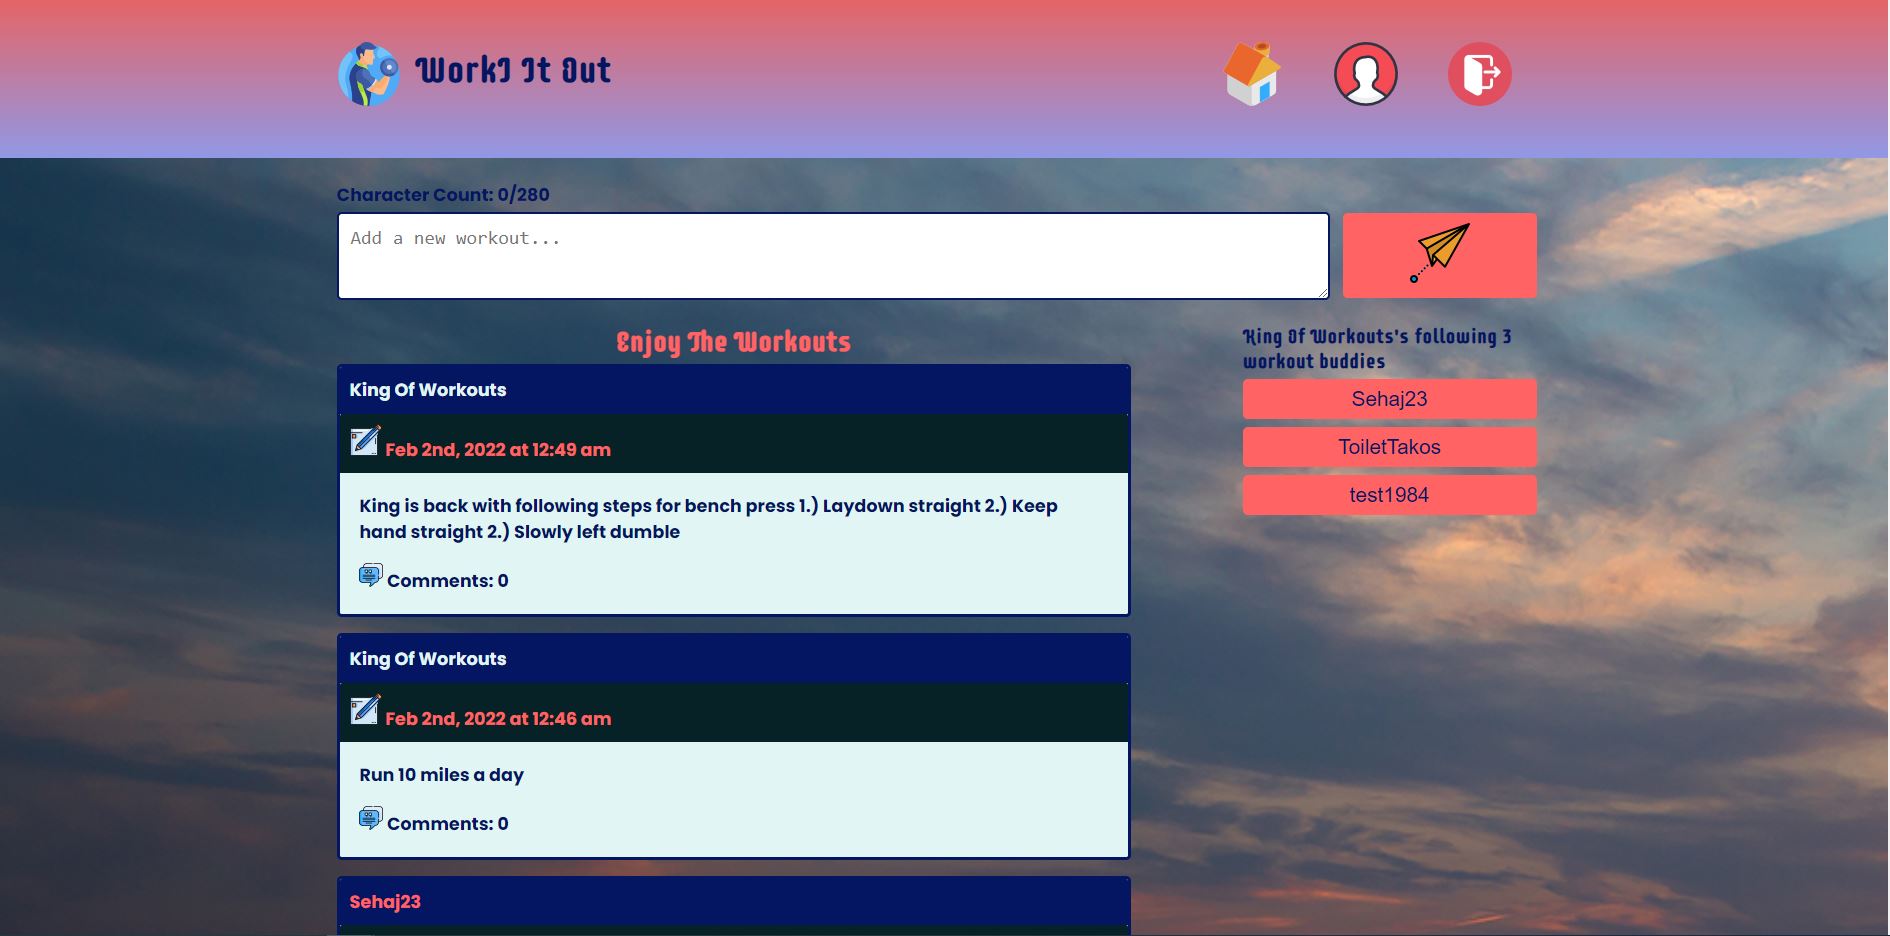 WorkI It Out
Character Count: 0/280
Add a new workout...
Enjoy The Workouts
King Of Workouts's following 3
workout buddies
Sehaj23
ToiletTakos
test1984
King Of Workouts
Feb 2nd, 2022 at 12:49 am
King is back with following steps for bench press 1.) Laydown straight 2.) Keep
hand straight 2.) Slowly left dumble
Comments: 0
King Of Workouts
Feb 2nd, 2022 at 12:46 am
Run 10 miles a day
Comments: 0
Sehaj23